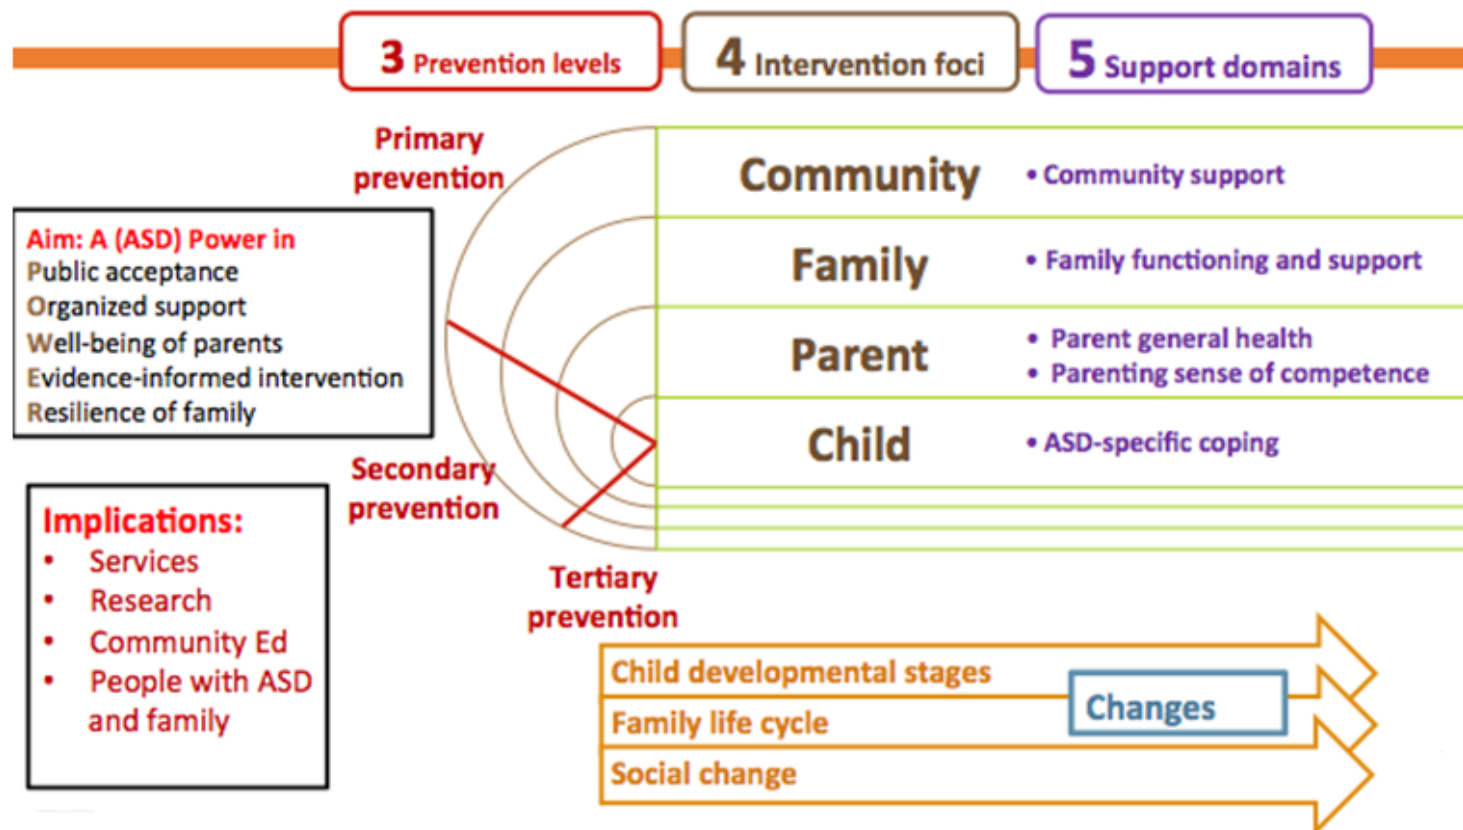 3 Prevention levels
4 Intervention foci
5 Support domains
Primary
prevention
Community
• Community support
Aim: A (ASD) Power in
Public acceptance
Organized support
Well-being of parents
Evidence-informed intervention
Resilience of family
Family
• Family functioning and support
Parent
• Parent general health
• Parenting sense of competence
Child
• ASD-specific coping
Secondary
prevention
Implications:
• Services
• Research
• Community Ed
• People with ASD
and family
Tertiary
prevention
Child developmental stages
Family life cycle
Social change
Changes